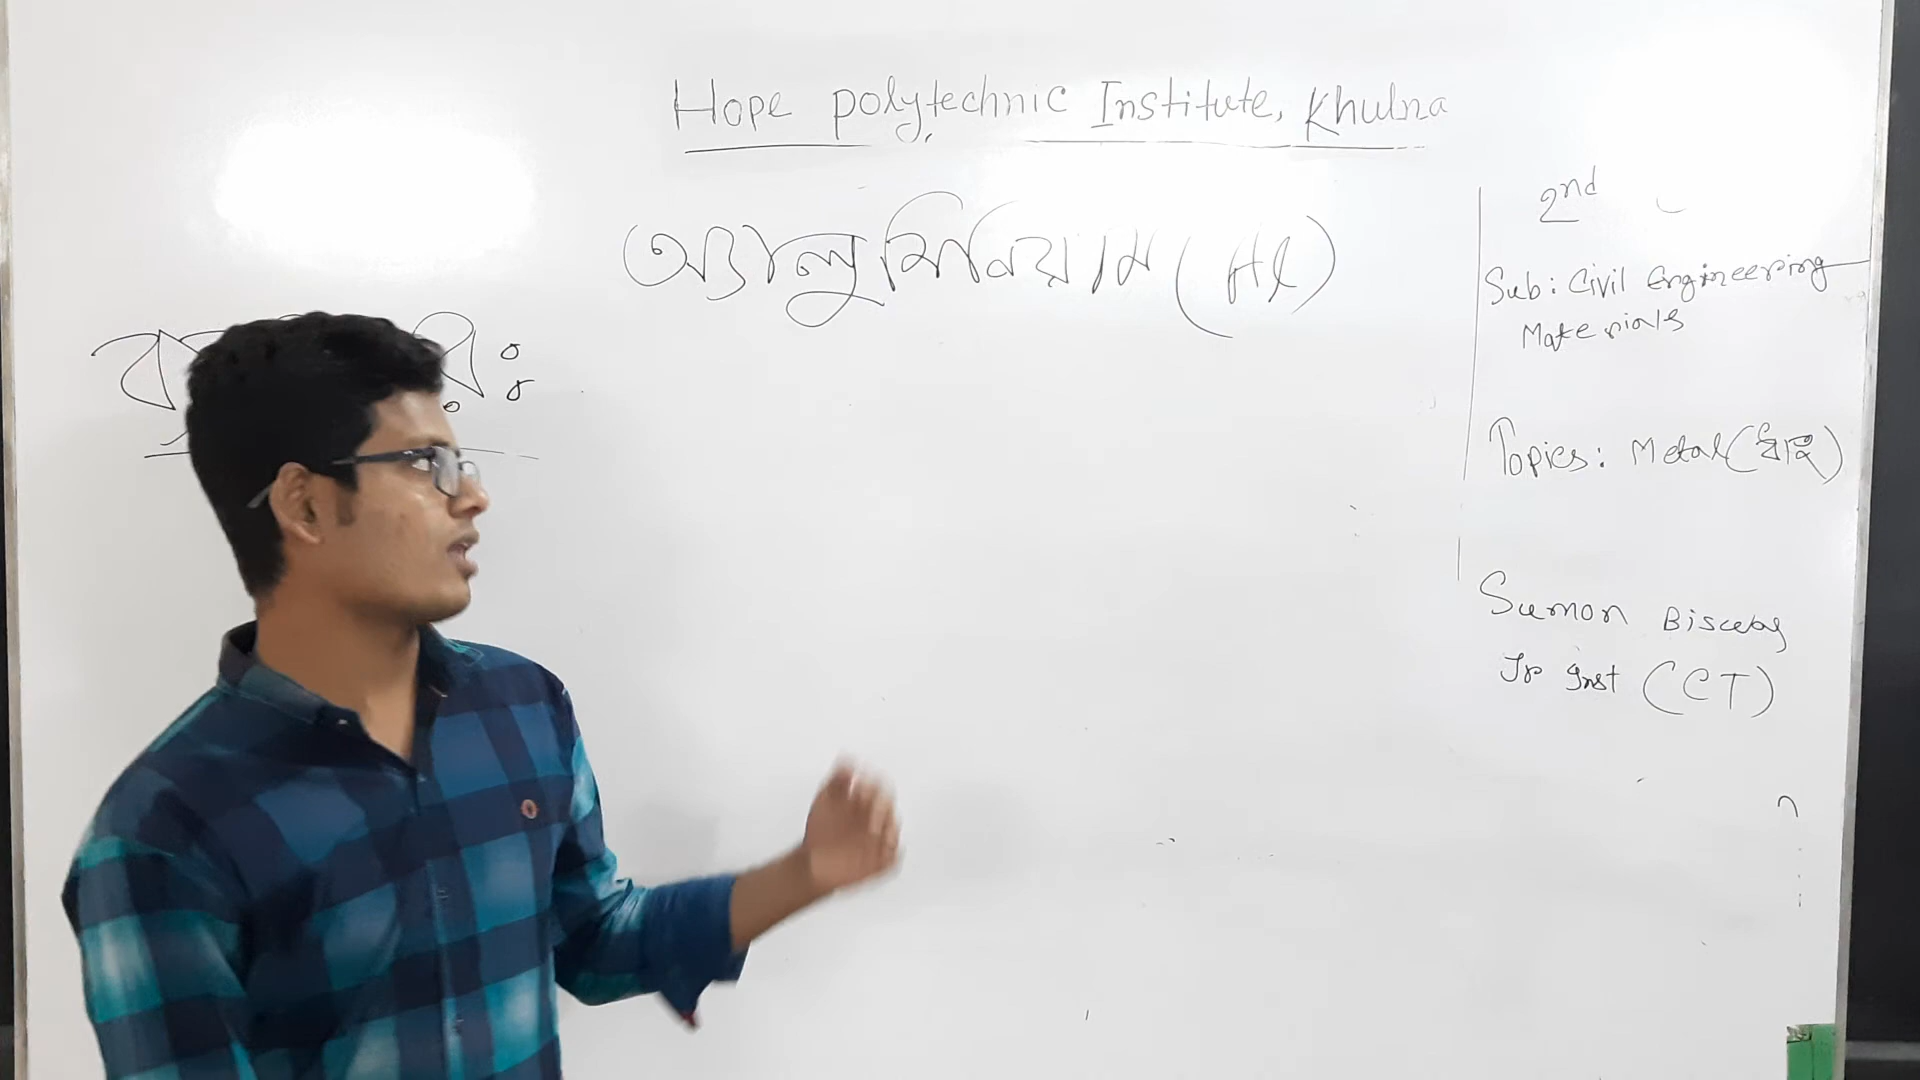 Hope polytechnic Institute, Khulna
অ্যালুমিনিয়াম (Al)
2nd
Sub: Civil Engineering
Materials
Topics: Metal (ধাতু)
Sumon Biswas
Jr Inst (CT)